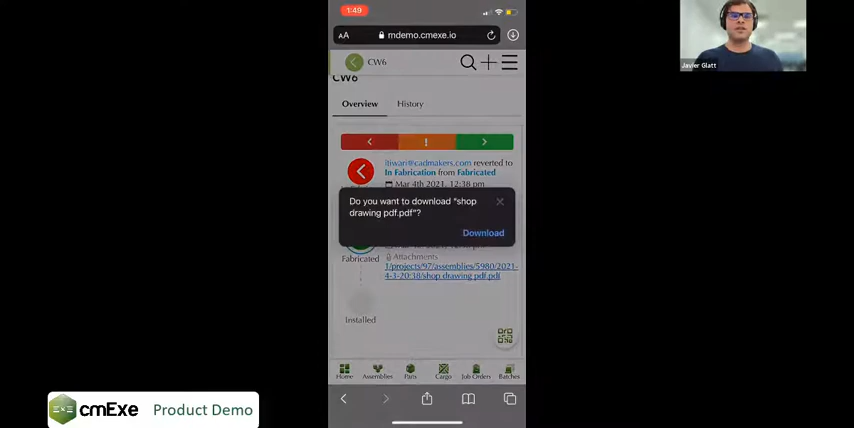 1:49
AA mdemo.cmexe.io
CW6
CW6
Overview History
!
itiwari@cadmakers.com reverted to
In Fabrication from Fabricated
Mar 4th 2021, 12:38 pm
Do you want to download "shop
drawing pdf.pdf"?
Download
Fabricated
Attachments
1/projects/97/assemblies/5980/2021-
4-3-20:38/shop drawing pdf.pdf
Installed
Home Assemblies Parts Cargo Job Orders Batches
Javier Glatt
EXE cmExe Product Demo